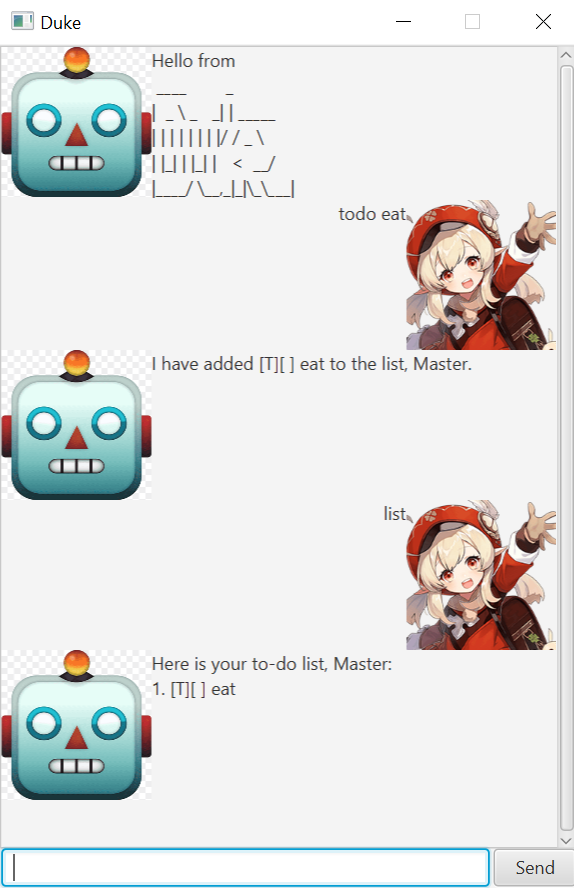 Duke
Hello from
 ____        _
|  _ \ _   _| | _____
| | | | | | | |/ / _ \
| |_| | |_| |   <  __/
|____/ \__,_|_|\_\___|
todo eat
I have added [T][ ] eat to the list, Master.
list
Here is your to-do list, Master:
1. [T][ ] eat
Send